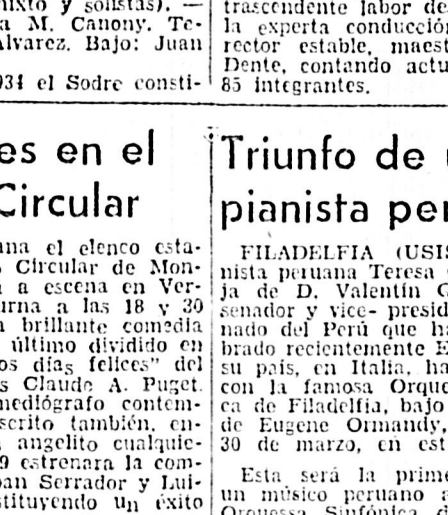 mixto y solistas). —
a M. Canony. Te-
Alvarez. Bajo: Juan
934 el Sodre consti-
trascendente labor de
la experta conducción
rector estable, maest
Dente, contando actu
85 integrantes.
es en el
Circular
ana el elenco esta-
Circular de Mon-
a a escena en Ver-
urna a las 18 y 30
a brillante comedia
último dividido en
os días felices" del
s Claude A. Puget.
mediógrafo contem-
scrito también, en-
angelito cualquie-
9 estrenara la com-
an Serrador y Lui-
stituyendo un éxito
Triunfo de
pianista per
FILADELFIA (USIS
nista peruana Teresa
ja de D. Valentín G
senador y vice- presid
nado del Perú que ha
brado recientemente E
su país, en Italia, ha
con la famosa Orque
ca de Filadelfia, bajo
de Eugene Ormandy,
30 de marzo, en est
Esta será la prime
un músico peruano a
Orquesta Sinfónica d